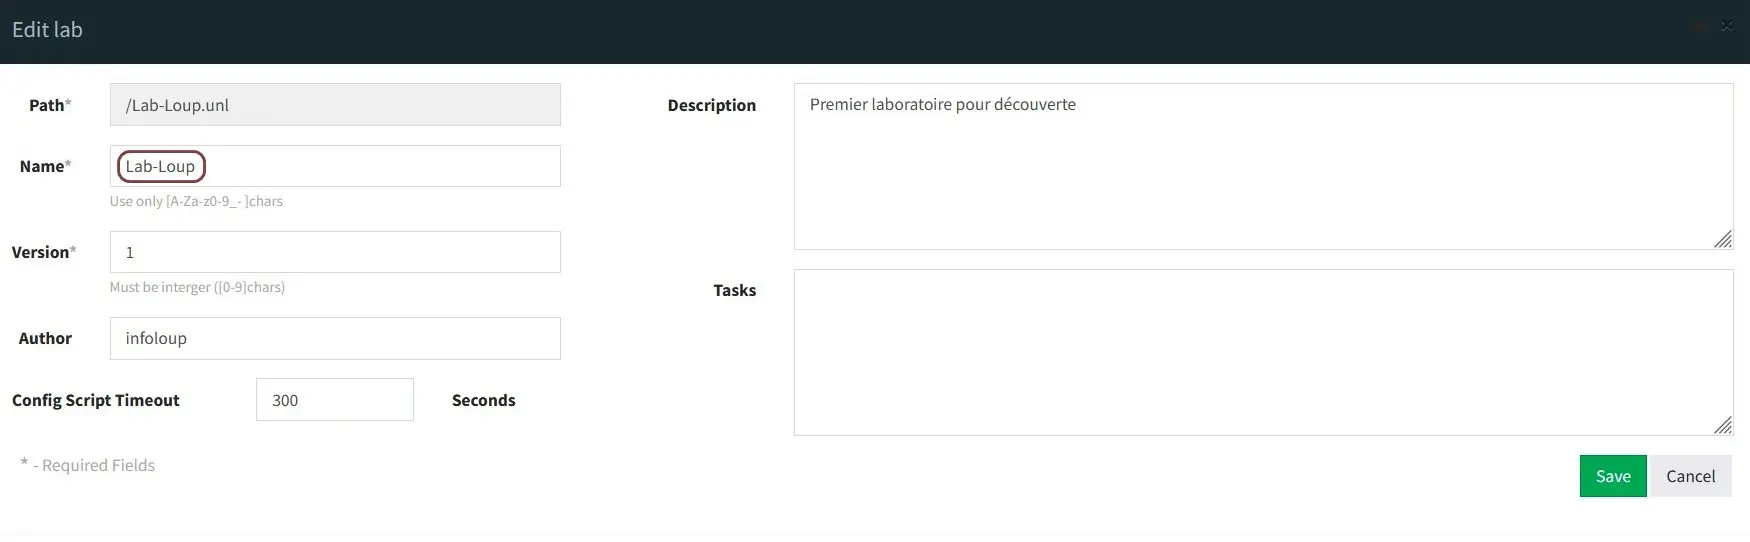 Edit lab
Path*
/Lab-Loup.unl
Name*
Lab-Loup
Use only [A-Za-z0-9_- ]chars
Version*
1
Must be interger ([0-9]chars)
Author
infoloup
Config Script Timeout
300
Seconds
* - Required Fields
Description
Premier laboratoire pour découverte
Tasks
Save
Cancel